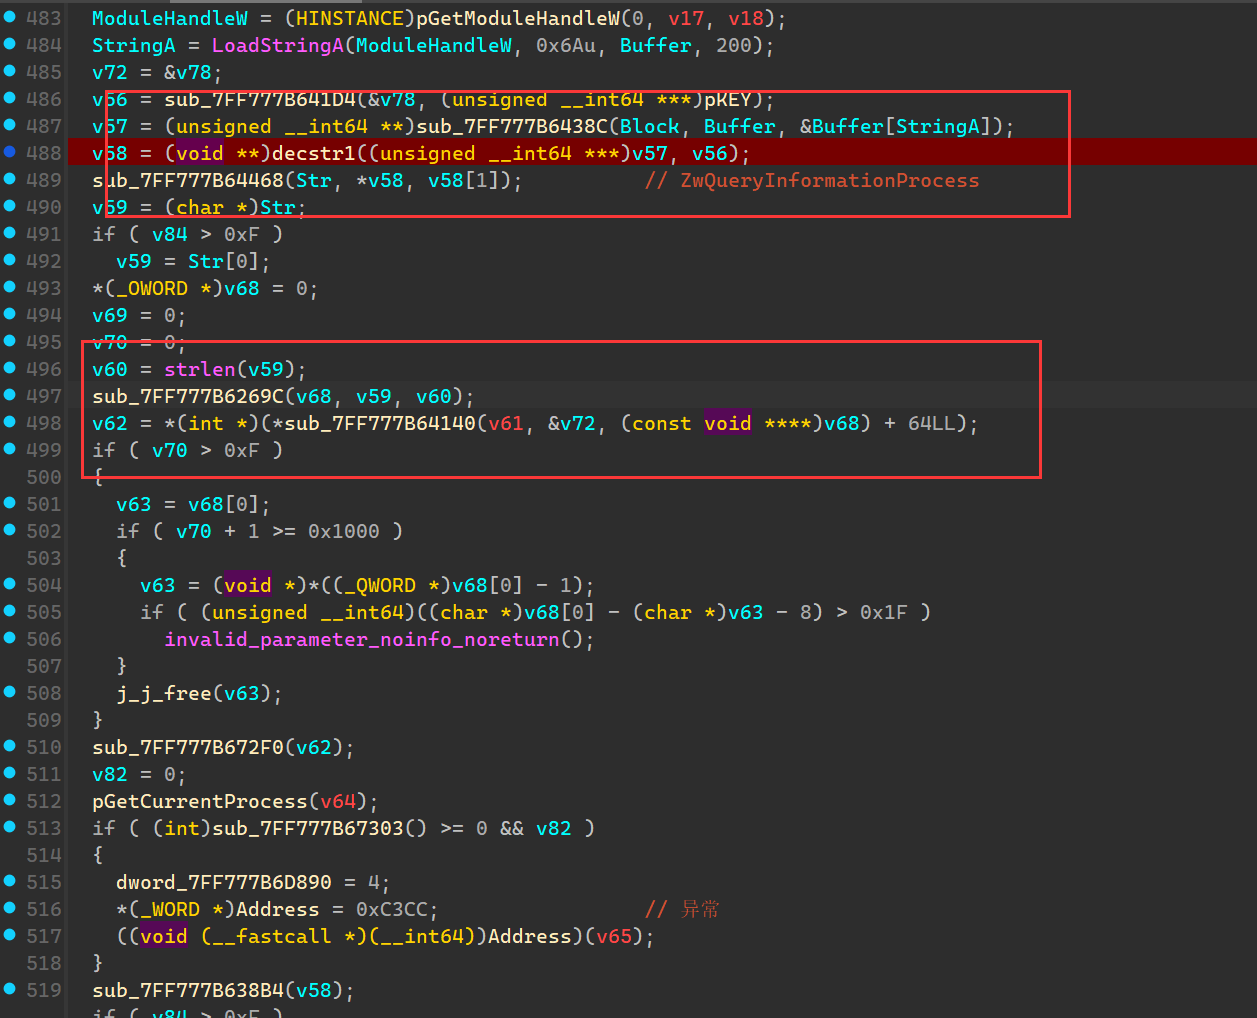 483 ModuleHandleW = (HINSTANCE)pGetModuleHandleW(0, v17, v18);
484 StringA = LoadStringA(ModuleHandleW, 0x6Au, Buffer, 200);
485 v72 = &v78;
486 v56 = sub_7FF777B641D4(&v78, (unsigned __int64 ***)pKEY);
487 v57 = (unsigned __int64 **)sub_7FF777B6438C(Block, Buffer, &Buffer[StringA]);
488 v58 = (void **)decstr1((unsigned __int64 ***)v57, v56);
489 sub_7FF777B64468(Str, *v58, v58[1]); // ZwQueryInformationProcess
490 v59 = (char *)Str;
491 if ( v84 > 0xF )
492 v59 = Str[0];
493 *(_OWORD *)v68 = 0;
494 v69 = 0;
495 v70 = 0;
496 v60 = strlen(v59);
497 sub_7FF777B6269C(v68, v59, v60);
498 v62 = *(int *)(*sub_7FF777B64140(v61, &v72, (const void ****)v68) + 64LL);
499 if ( v70 > 0xF )
500 {
501 v63 = v68[0];
502 if ( v70 + 1 >= 0x1000 )
503 {
504 v63 = (void *)*((_QWORD *)v68[0] - 1);
505 if ( (unsigned __int64)((char *)v68[0] - (char *)v63 - 8) > 0x1F )
506 invalid_parameter_noinfo_noreturn();
507 }
508 j_j_free(v63);
509 }
510 sub_7FF777B672F0(v62);
511 v82 = 0;
512 pGetCurrentProcess(v64);
513 if ( (int)sub_7FF777B67303() >= 0 && v82 )
514 {
515 dword_7FF777B6D890 = 4;
516 *(_WORD *)Address = 0xC3CC; // 异常
517 ((void (__fastcall *)(__int64))Address)(v65);
518 }
519 sub_7FF777B638B4(v58);
if ( v84 > 0xF )